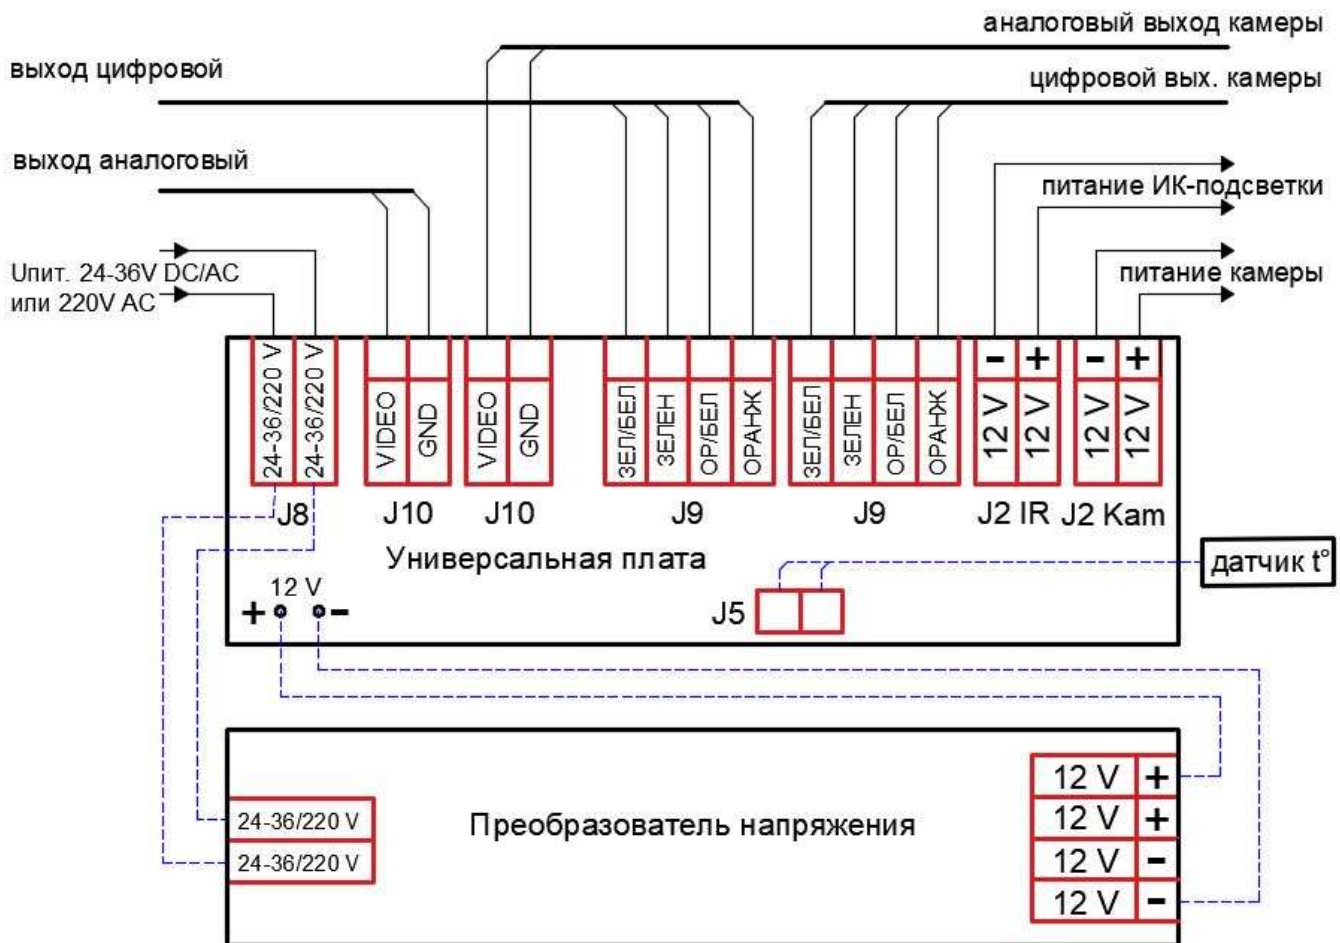 аналоговый выход камеры
выход цифровой
цифровой вых. камеры
выход аналоговый
питание ИК-подсветки
Uпит. 24-36V DC/AC
или 220V AC
питание камеры
24-36/220 V
24-36/220 V
VIDEO
GND
VIDEO
GND
ЗЕЛ/БЕЛ
ЗЕЛЕН
ОР/БЕЛ
ОРАНЖ
ЗЕЛ/БЕЛ
ЗЕЛЕН
ОР/БЕЛ
ОРАНЖ
- +
12 V
12 V
- +
12 V
12 V
J8 J10 J10 J9 J9 J2 IR J2 Kam
Универсальная плата
датчик t°
12 V
+ -
J5
12 V +
12 V +
12 V -
12 V -
24-36/220 V
24-36/220 V
Преобразователь напряжения